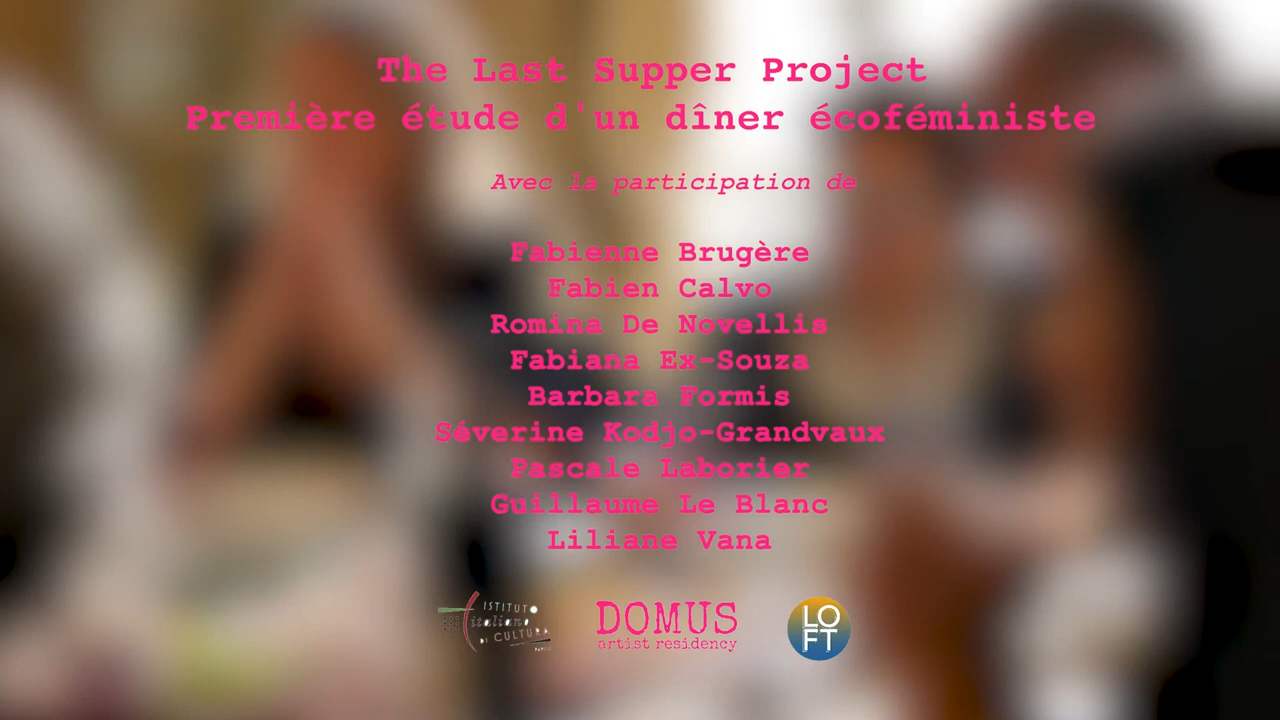 The Last Supper Project
Première étude d'un dîner écoféministe
Avec la participation de
Fabienne Brugère
Fabien Calvo
Romina De Novellis
Fabiana Ex-Souza
Barbara Formis
Séverine Kodjo-Grandvaux
Pascale Laborier
Guillaume Le Blanc
Liliane Vana
ISTITUTO
italiano
DI CULTURA
DOMUS
artist residency
LO
FT